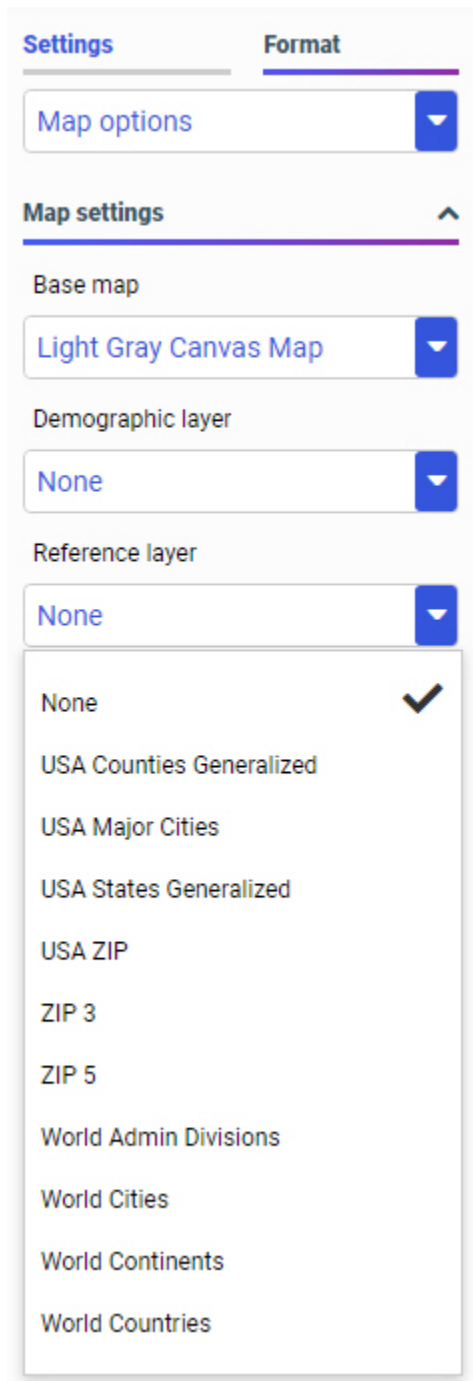 Settings Format
Map options
Map settings
Base map
Light Gray Canvas Map
Demographic layer
None
Reference layer
None
None
USA Counties Generalized
USA Major Cities
USA States Generalized
USA ZIP
ZIP 3
ZIP 5
World Admin Divisions
World Cities
World Continents
World Countries